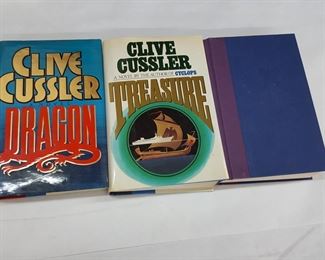 CLIVE
CUSSLER
DRAGON
CLIVE
CUSSLER
A NOVEL BY THE AUTHOR OF CYCLOPS
TREASURE